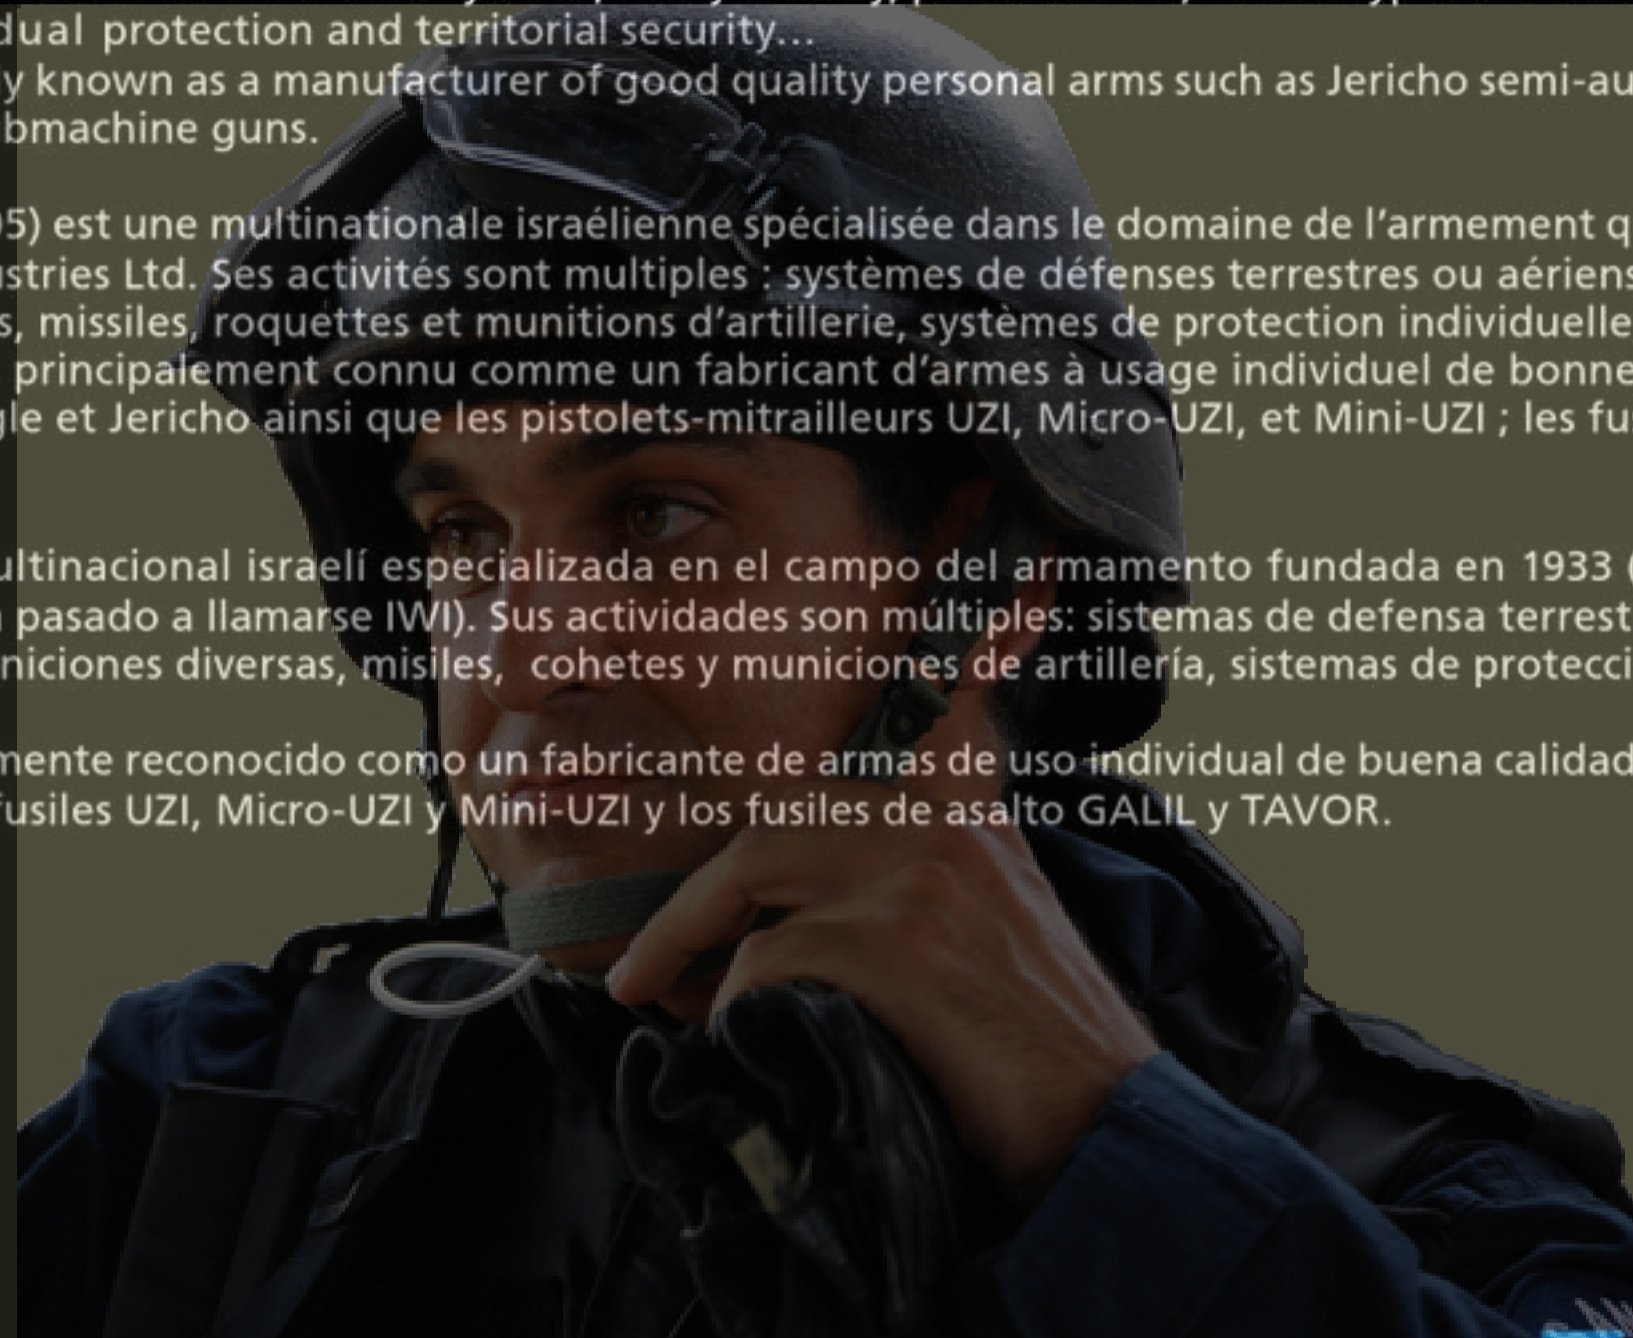 dual protection and territorial security...
y known as a manufacturer of good quality personal arms such as Jericho semi-au
bmachine guns.
05) est une multinationale israélienne spécialisée dans le domaine de l’armement q
ustries Ltd. Ses activités sont multiples : systèmes de défenses terrestres ou aériens
s, missiles, roquettes et munitions d’artillerie, systèmes de protection individuelle
principalement connu comme un fabricant d’armes à usage individuel de bonne
gle et Jericho ainsi que les pistolets-mitrailleurs UZI, Micro-UZI, et Mini-UZI ; les fu
ultinacional israelí especializada en el campo del armamento fundada en 1933 (
pasado a llamarse IWI). Sus actividades son múltiples: sistemas de defensa terrest
niciones diversas, misiles,  cohetes y municiones de artillería, sistemas de protecci
mente reconocido como un fabricante de armas de uso individual de buena calidad
fusiles UZI, Micro-UZI y Mini-UZI y los fusiles de asalto GALIL y TAVOR.